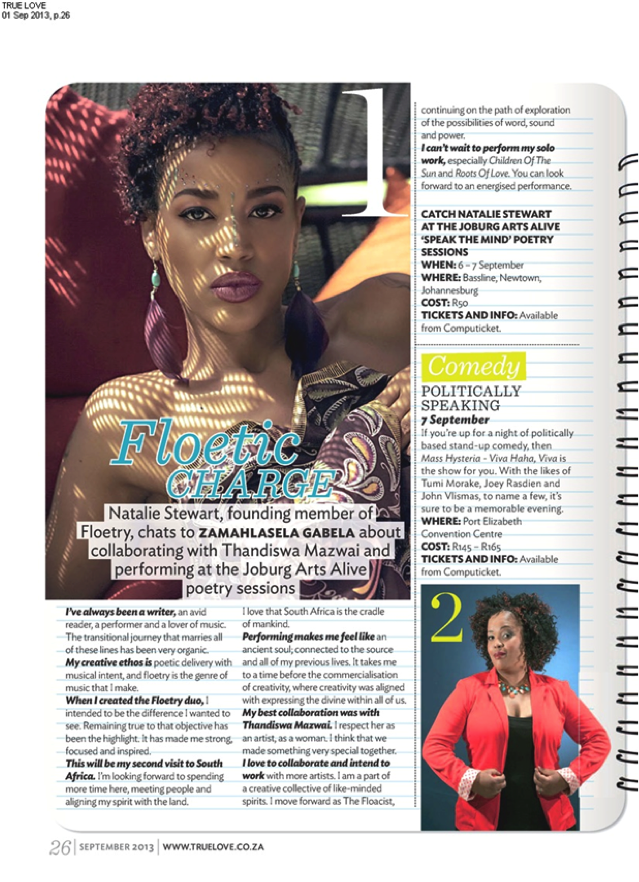 TRUE LOVE
01 Sep 2013, p.26
1
Floetic
CHARGE
Natalie Stewart, founding member of
Floetry, chats to ZAMAHLASELA GABELA about
collaborating with Thandiswa Mazwai and
performing at the Joburg Arts Alive
poetry sessions
I've always been a writer, an avid
reader, a performer and a lover of music.
The transitional journey that marries all
of these lines has been very organic.
My creative ethos is poetic delivery with
musical intent, and floetry is the genre of
music that I make.
When I created the Floetry duo, I
intended to be the difference I wanted to
see. Remaining true to that objective has
been the highlight. It has made me strong,
focused and inspired.
This will be my second visit to South
Africa. I'm looking forward to spending
more time here, meeting people and
aligning my spirit with the land.
I love that South Africa is the cradle
of mankind.
Performing makes me feel like an
ancient soul; connected to the source
and all of my previous lives. It takes me
to a time before the commercialisation
of creativity, where creativity was aligned
with expressing the divine within all of us.
My best collaboration was with
Thandiswa Mazwai. I respect her as
an artist, as a woman. I think that we
made something very special together.
I love to collaborate and intend to
work with more artists. I am a part of
a creative collective of like-minded
spirits. I move forward as The Floacist,
continuing on the path of exploration
of the possibilities of word, sound
and power.
I can't wait to perform my solo
work, especially Children Of The
Sun and Roots Of Love. You can look
forward to an energised performance.
CATCH NATALIE STEWART
AT THE JOBURG ARTS ALIVE
'SPEAK THE MIND' POETRY
SESSIONS
WHEN: 6 – 7 September
WHERE: Bassline, Newtown,
Johannesburg
COST: R50
TICKETS AND INFO: Available
from Computicket.
Comedy
POLITICALLY
SPEAKING
7 September
If you're up for a night of politically
based stand-up comedy, then
Mass Hysteria - Viva Haha, Viva is
the show for you. With the likes of
Tumi Morake, Joey Rasdien and
John Vlismas, to name a few, it's
sure to be a memorable evening.
WHERE: Port Elizabeth
Convention Centre
COST: R145 – R165
TICKETS AND INFO: Available
from Computicket.
2
26 | SEPTEMBER 2013 | WWW.TRUELOVE.CO.ZA